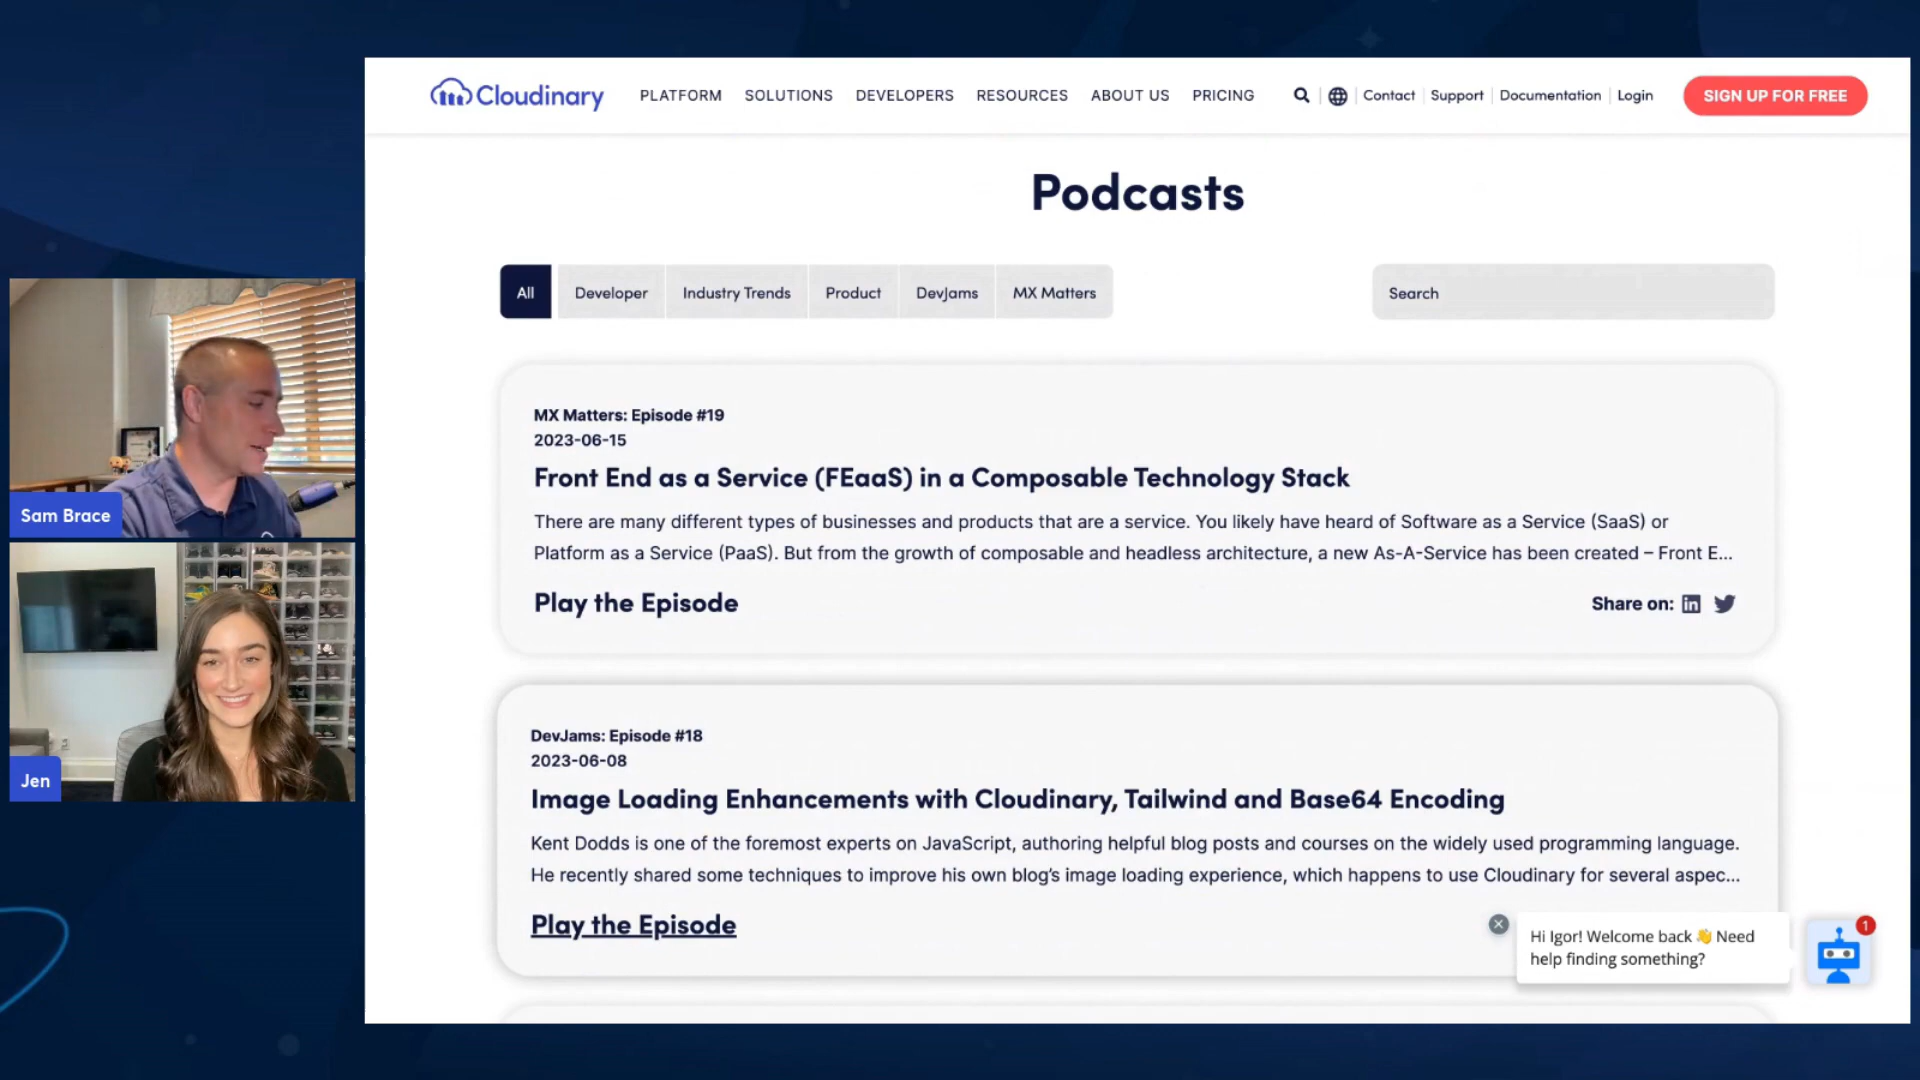 Cloudinary
PLATFORM SOLUTIONS DEVELOPERS RESOURCES ABOUT US PRICING Contact Support Documentation Login SIGN UP FOR FREE
Podcasts
All Developer Industry Trends Product DevJams MX Matters Search
MX Matters: Episode #19
2023-06-15
Front End as a Service (FEaaS) in a Composable Technology Stack
There are many different types of businesses and products that are a service. You likely have heard of Software as a Service (SaaS) or
Platform as a Service (PaaS). But from the growth of composable and headless architecture, a new As-A-Service has been created – Front E...
Play the Episode
Share on:
DevJams: Episode #18
2023-06-08
Image Loading Enhancements with Cloudinary, Tailwind and Base64 Encoding
Kent Dodds is one of the foremost experts on JavaScript, authoring helpful blog posts and courses on the widely used programming language.
He recently shared some techniques to improve his own blog's image loading experience, which happens to use Cloudinary for several aspec...
Play the Episode
Hi Igor! Welcome back 👋 Need
help finding something?
1
Sam Brace
Jen